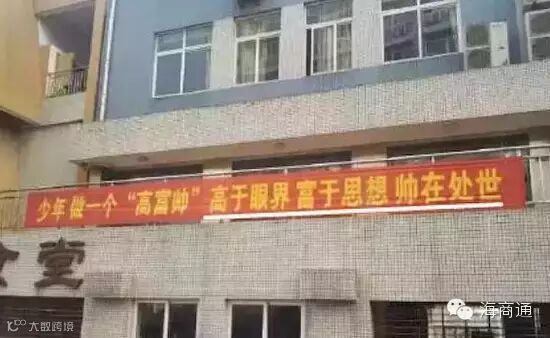 少年做一个“高富帅” 高于眼界 富于思想 帅在处世
食堂
海商通
大数跨境